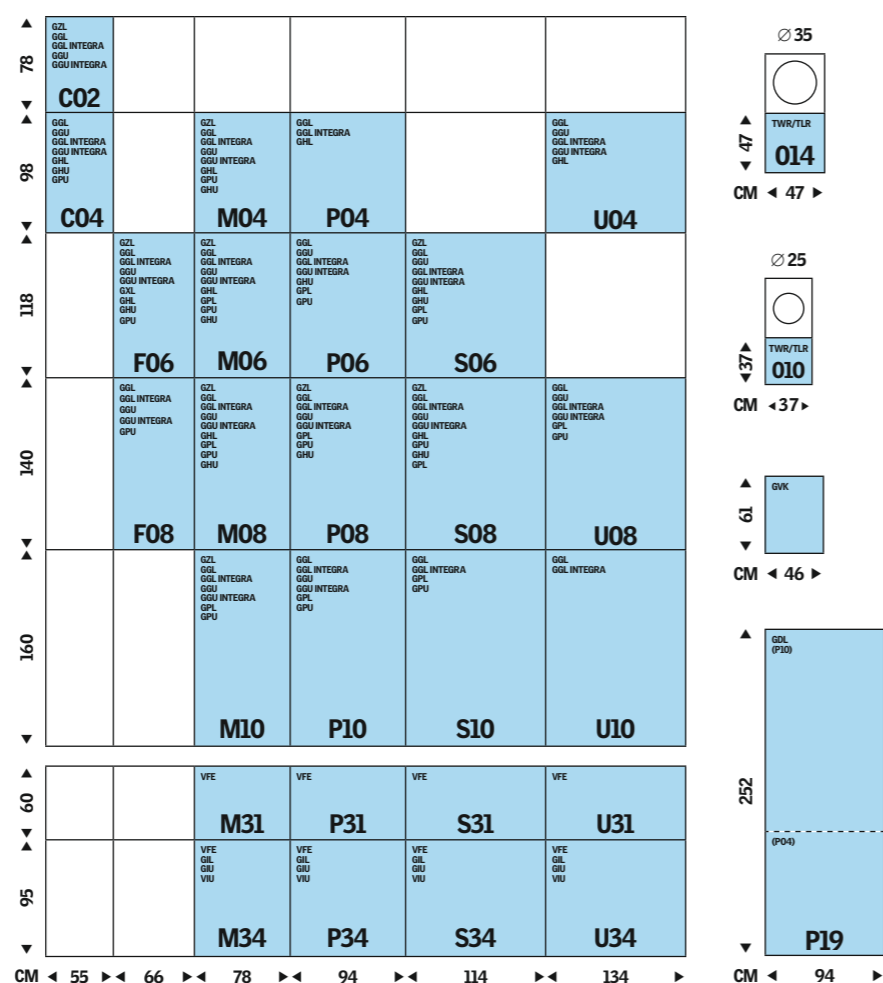 78
GZL
GGL
GGL INTEGRA
GGU
GGU INTEGRA
C02
98
GGL
GGU
GGL INTEGRA
GGU INTEGRA
GHL
GHU
GPU
C04
GZL
GGL
GGL INTEGRA
GGU
GGU INTEGRA
GHL
GPU
GHU
M04
GGL
GGL INTEGRA
GHL
P04
GGL
GGU
GGL INTEGRA
GGU INTEGRA
GHL
U04
118
GZL
GGL
GGL INTEGRA
GGU
GGU INTEGRA
GXL
GHL
GHU
GPU
F06
GZL
GGL
GGL INTEGRA
GGU
GGU INTEGRA
GHL
GPL
GPU
GHU
M06
GGL
GGU
GGL INTEGRA
GGU INTEGRA
GHU
GPL
GPU
P06
GZL
GGL
GGU
GGL INTEGRA
GGU INTEGRA
GHL
GHU
GPL
GPU
S06
140
GGL
GGL INTEGRA
GGU
GGU INTEGRA
GPU
F08
GZL
GGL
GGL INTEGRA
GGU
GGU INTEGRA
GHL
GPL
GPU
GHU
M08
GZL
GGL
GGL INTEGRA
GGU
GGU INTEGRA
GPL
GPU
GHU
P08
GZL
GGL
GGL INTEGRA
GGU
GGU INTEGRA
GHL
GPU
GHU
GPL
S08
GGL
GGU
GGL INTEGRA
GGU INTEGRA
GPL
GPU
U08
160
GZL
GGL
GGL INTEGRA
GGU
GGU INTEGRA
GPL
GPU
M10
GGL
GGL INTEGRA
GGU
GGU INTEGRA
GPL
GPU
P10
GGL
GGL INTEGRA
GPL
GPU
S10
GGL
GGL INTEGRA
U10
60
VFE
M31
VFE
P31
VFE
S31
VFE
U31
95
VFE
GIL
GIU
VIU
M34
VFE
GIL
GIU
VIU
P34
VFE
GIL
GIU
VIU
S34
VFE
GIL
GIU
VIU
U34
CM 55 66 78 94 114 134
∅ 35
TWR/TLR
014
47
CM 47
∅ 25
TWR/TLR
010
37
CM 37
GVK
61
CM 46
GDL
(P10)
252
(P04)
P19
CM 94